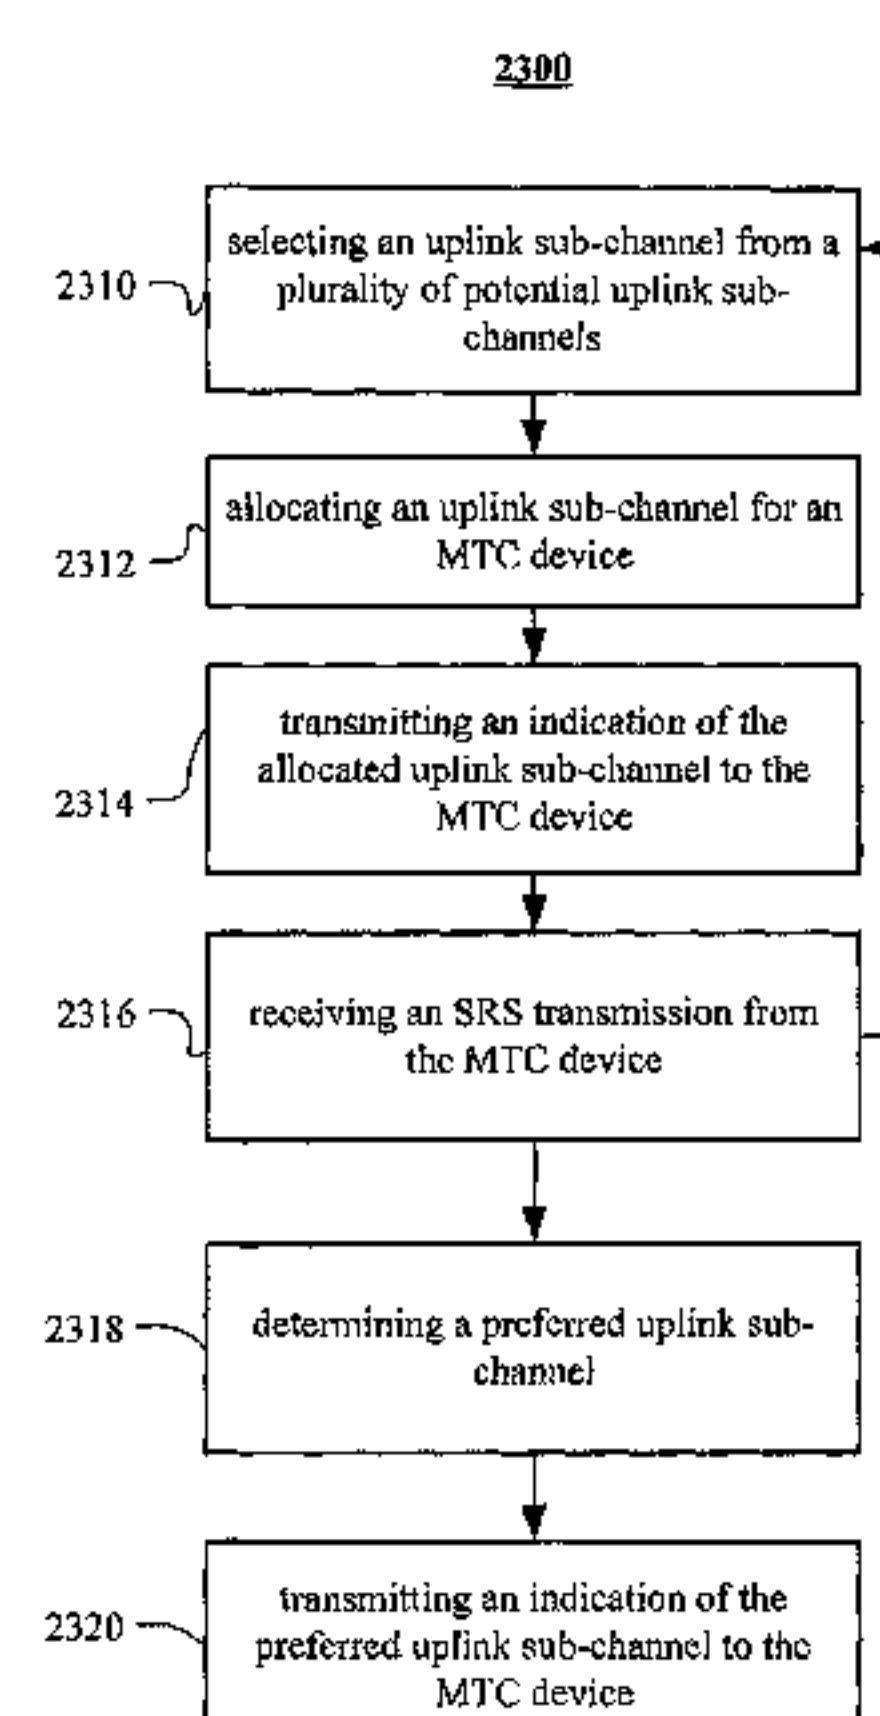 2300
2310
selecting an uplink sub-channel from a
plurality of potential uplink sub-
channels
2312
allocating an uplink sub-channel for an
MTC device
2314
transmitting an indication of the
allocated uplink sub-channel to the
MTC device
2316
receiving an SRS transmission from
the MTC device
2318
determining a preferred uplink sub-
channel
2320
transmitting an indication of the
preferred uplink sub-channel to the
MTC device